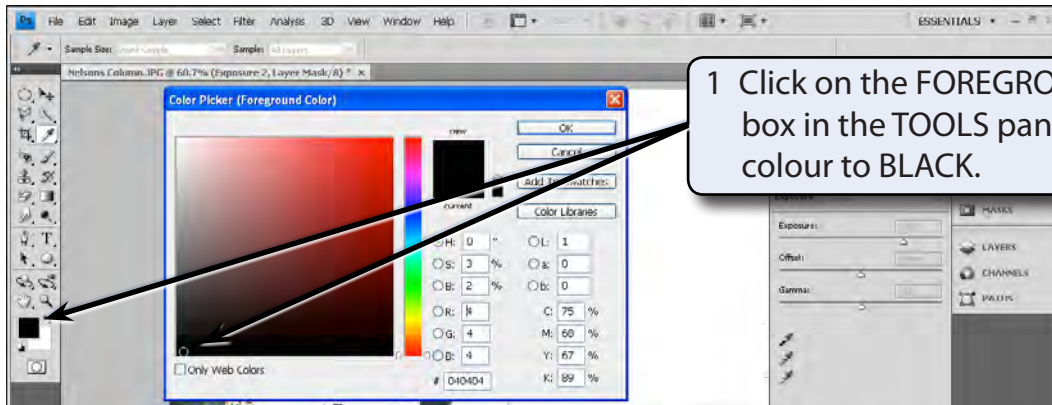 Ps File Edit Image Layer Select Filter Analysis 3D View Window Help ESSENTIALS
Sample Size: Sample:
Nelsons Column.JPG @ 60.7% (Exposure 2, Layer Mask/8) * x
Color Picker (Foreground Color)
new
OK
Cancel
Add To Swatches
current
Color Libraries
H: 0 ° L: 1
S: 3 % a: 0
B: 2 % b: 0
R: 4 C: 75 %
G: 4 M: 68 %
B: 4 Y: 67 %
# 040404 K: 89 %
Only Web Colors
1 Click on the FOREGRO
box in the TOOLS pan
colour to BLACK.
Exposure:
Offset:
Gamma:
MASKS
LAYERS
CHANNELS
PATHS